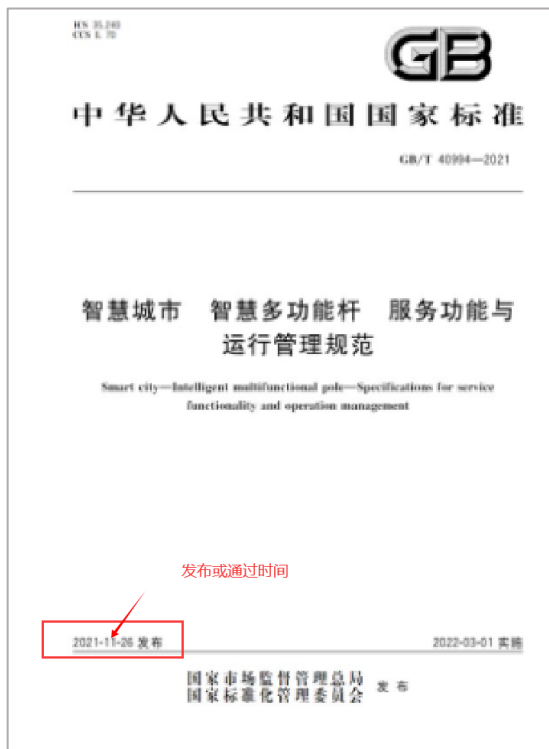 ICS 35.240
CCS L 70
GB
中华人民共和国国家标准
GB/T 40994—2021
智慧城市 智慧多功能杆 服务功能与
运行管理规范
Smart city—Intelligent multifunctional pole—Specifications for service
functionality and operation management
发布或通过时间
2021-11-26 发布
2022-03-01 实施
国家市场监督管理总局
国家标准化管理委员会
发布